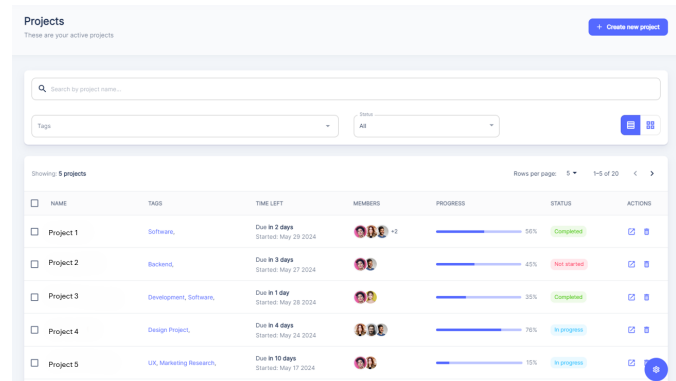 Projects
These are your active projects
+ Create new project
Search by project name...
Tags
Status
All
Showing: 5 projects
Rows per page: 5 1–5 of 20
NAME TAGS TIME LEFT MEMBERS PROGRESS STATUS ACTIONS
Project 1 Software, Due in 2 days +2 56% Completed
Started: May 29 2024
Project 2 Backend, Due in 3 days 45% Not started
Started: May 27 2024
Project 3 Development, Software, Due in 1 day 35% Completed
Started: May 28 2024
Project 4 Design Project, Due in 4 days 76% In progress
Started: May 24 2024
Project 5 UX, Marketing Research, Due in 10 days 15% In progress
Started: May 17 2024